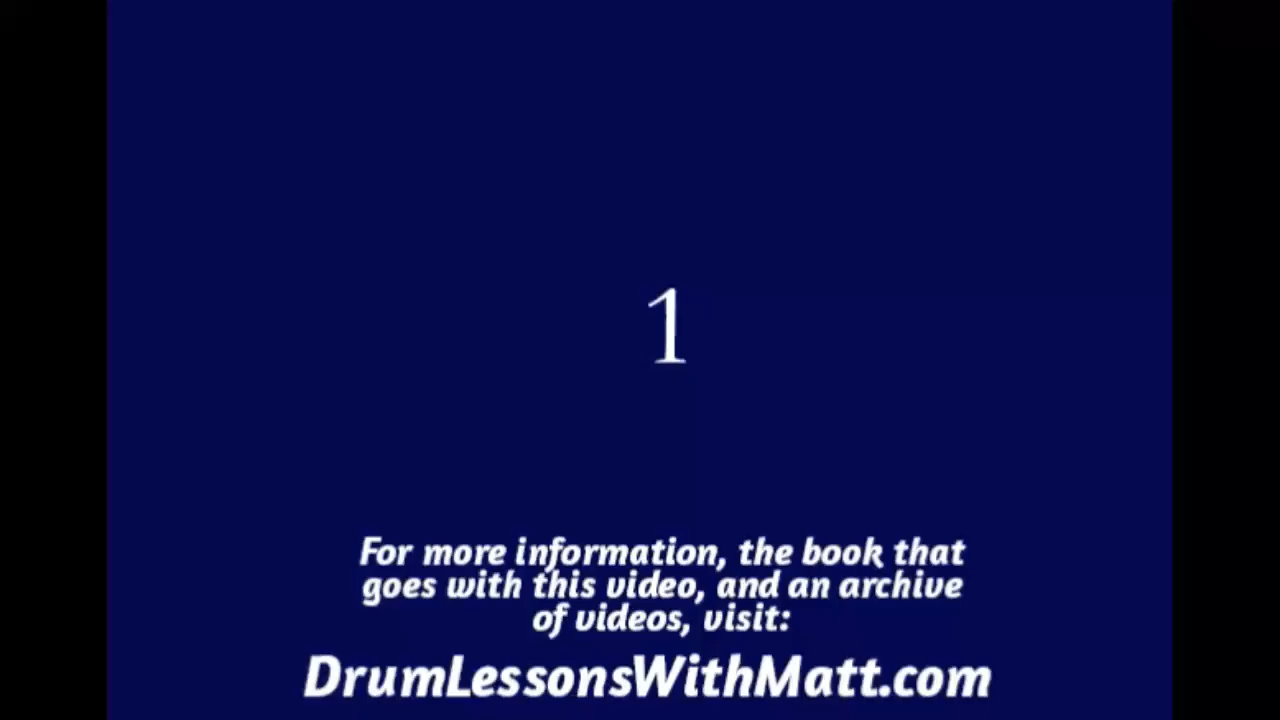 1
For more information, the book that
goes with this video, and an archive
of videos, visit:
DrumLessonsWithMatt.com